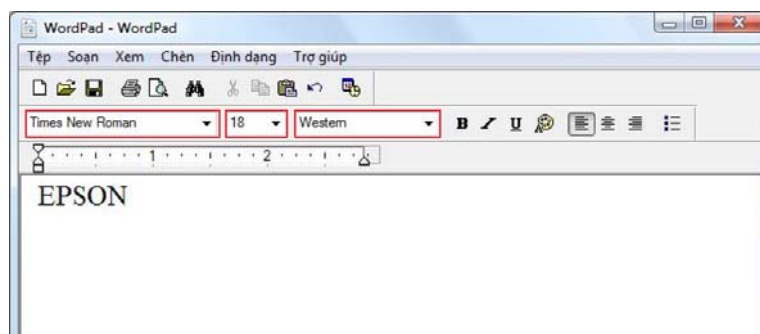 WordPad - WordPad
Tệp Soạn Xem Chèn Định dạng Trợ giúp
Times New Roman 18 Western B I U
1 2
EPSON